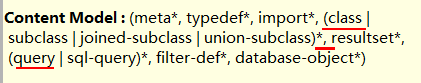 Content Model : (meta*, typedef*, import*, (class |
subclass | joined-subclass | union-subclass)*, resultset*,
(query | sql-query)*, filter-def*, database-object*)